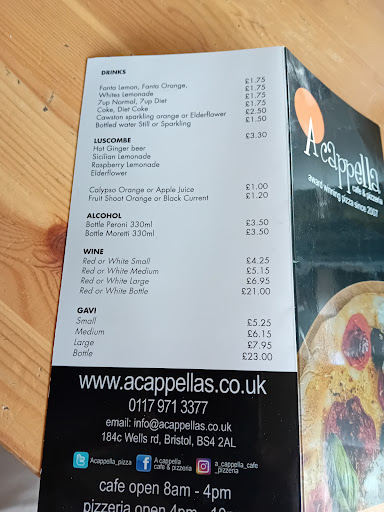 DRINKS
Fanta Lemon, Fanta Orange, £1.75
Whites Lemonade £1.75
7up Normal, 7up Diet £1.75
Coke, Diet Coke £1.75
Cawston sparkling orange or Elderflower £2.50
Bottled water Still or Sparkling £1.50
LUSCOMBE £3.30
Hot Ginger beer
Sicilian Lemonade
Raspberry Lemonade
Elderflower
Calypso Orange or Apple Juice £1.00
Fruit Shoot Orange or Black Current £1.20
ALCOHOL
Bottle Peroni 330ml £3.50
Bottle Moretti 330ml £3.50
WINE
Red or White Small £4.25
Red or White Medium £5.15
Red or White Large £6.95
Red or White Bottle £21.00
GAVI
Small £5.25
Medium £6.15
Large £7.95
Bottle £23.00
www.acappellas.co.uk
0117 971 3377
email: info@acappellas.co.uk
184c Wells rd, Bristol, BS4 2AL
Acappella_pizza
A cappella
cafe & pizzeria
a_cappella_cafe
_pizzeria
cafe open 8am - 4pm
pizzeria open 4pm - 10pm
Acappella
cafe & pizzeria
award winning pizza since 2007